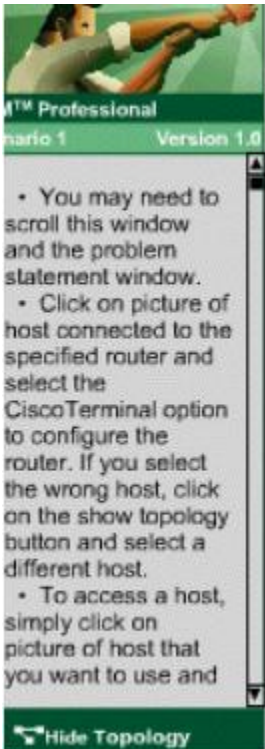 M™ Professional
nario 1 Version 1.0
• You may need to
scroll this window
and the problem
statement window.
• Click on picture of
host connected to the
specified router and
select the
CiscoTerminal option
to configure the
router. If you select
the wrong host, click
on the show topology
button and select a
different host.
• To access a host,
simply click on
picture of host that
you want to use and
Hide Topology